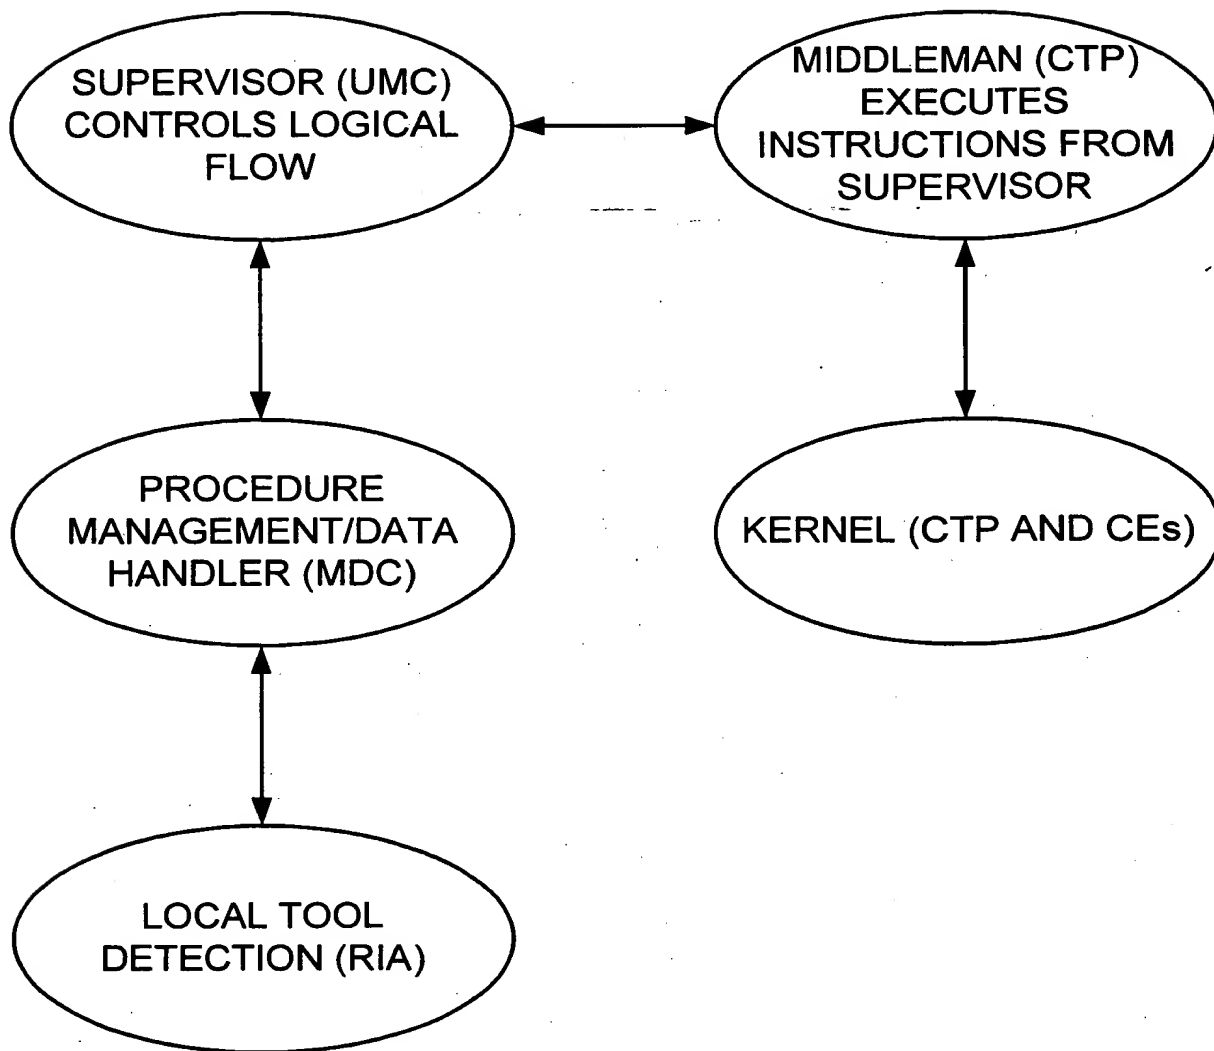 SUPERVISOR (UMC)
CONTROLS LOGICAL
FLOW
MIDDLEMAN (CTP)
EXECUTES
INSTRUCTIONS FROM
SUPERVISOR
PROCEDURE
MANAGEMENT/DATA
HANDLER (MDC)
KERNEL (CTP AND CEs)
LOCAL TOOL
DETECTION (RIA)